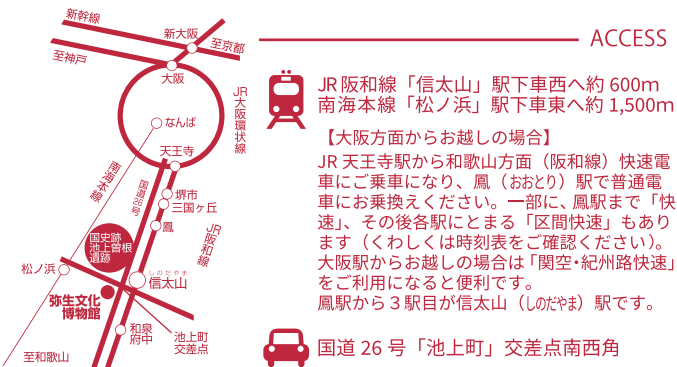 新幹線
新大阪
至京都
至神戸
大阪
JR大阪環状線
なんば
天王寺
南海本線
国道26号
堺市
三国ヶ丘
鳳
JR阪和線
国史跡
池上曽根
遺跡
松ノ浜
しのだやま
信太山
弥生文化
博物館
和泉
府中
池上町
交差点
至和歌山
ACCESS
JR阪和線「信太山」駅下車西へ約 600m
南海本線「松ノ浜」駅下車東へ約 1,500m
【大阪方面からお越しの場合】
JR 天王寺駅から和歌山方面（阪和線）快速電
車にご乗車になり、鳳（おおとり）駅で普通電
車にお乗換えください。一部に、鳳駅まで「快
速」、その後各駅にとまる「区間快速」もあり
ます（くわしくは時刻表をご確認ください）。
大阪駅からお越しの場合は「関空・紀州路快速」
をご利用になると便利です。
鳳駅から３駅目が信太山（しのだやま）駅です。
国道 26 号「池上町」交差点南西角